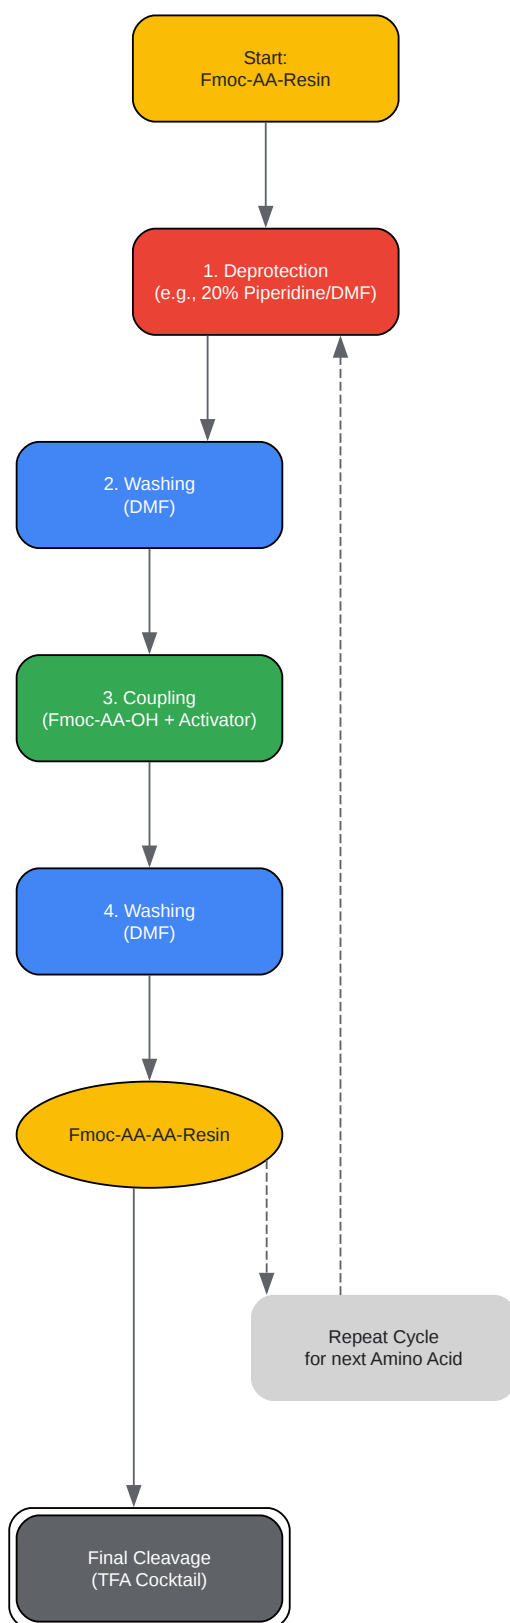 Start:
Fmoc-AA-Resin
1. Deprotection
(e.g., 20% Piperidine/DMF)
2. Washing
(DMF)
3. Coupling
(Fmoc-AA-OH + Activator)
4. Washing
(DMF)
Fmoc-AA-AA-Resin
Repeat Cycle
for next Amino Acid
Final Cleavage
(TFA Cocktail)